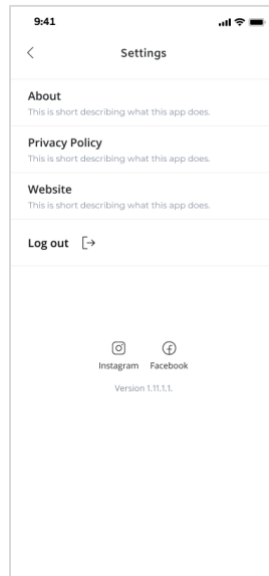 9:41
Settings
About
This is short describing what this app does.
Privacy Policy
This is short describing what this app does.
Website
This is short describing what this app does.
Log out
Instagram Facebook
Version 1.11.1.1.